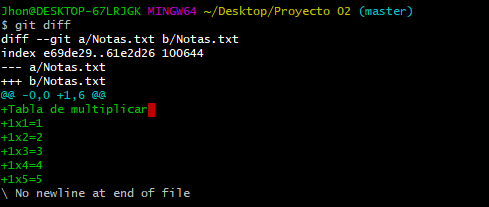 Jhon@DESKTOP-67LRJGK MINGW64 ~/Desktop/Proyecto 02 (master)
$ git diff
diff --git a/Notas.txt b/Notas.txt
index e69de29..61e2d26 100644
--- a/Notas.txt
+++ b/Notas.txt
@@ -0,0 +1,6 @@
+Tabla de multiplicar
+1x1=1
+1x2=2
+1x3=3
+1x4=4
+1x5=5
\ No newline at end of file